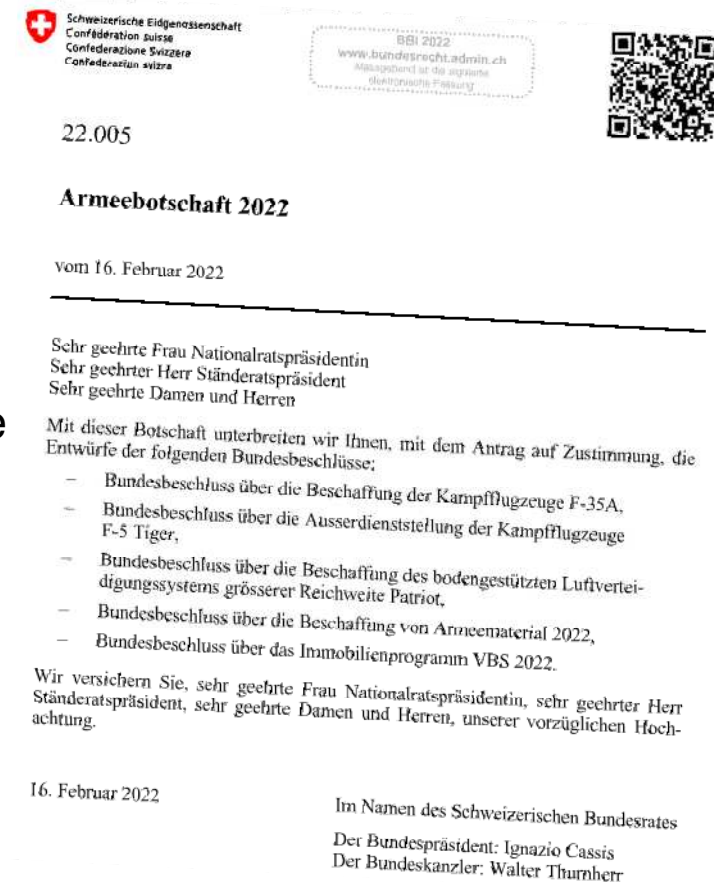 Schweizerische Eidgenossenschaft
Confédération suisse
Confederazione Svizzera
Confederaziun svizra
BBl 2022
www.bundesrecht.admin.ch
Massgebend ist die signierte
elektronische Fassung
22.005
Armeebotschaft 2022
vom 16. Februar 2022
Sehr geehrte Frau Nationalratspräsidentin
Sehr geehrter Herr Ständeratspräsident
Sehr geehrte Damen und Herren
e
Mit dieser Botschaft unterbreiten wir Ihnen, mit dem Antrag auf Zustimmung, die
Entwürfe der folgenden Bundesbeschlüsse:
– Bundesbeschluss über die Beschaffung der Kampfflugzeuge F-35A,
– Bundesbeschluss über die Ausserdienststellung der Kampfflugzeuge
F-5 Tiger,
– Bundesbeschluss über die Beschaffung des bodengestützten Luftvertei-
digungssystems grösserer Reichweite Patriot,
– Bundesbeschluss über die Beschaffung von Armeematerial 2022,
– Bundesbeschluss über das Immobilienprogramm VBS 2022.
Wir versichern Sie, sehr geehrte Frau Nationalratspräsidentin, sehr geehrter Herr
Ständeratspräsident, sehr geehrte Damen und Herren, unserer vorzüglichen Hoch-
achtung.
16. Februar 2022
Im Namen des Schweizerischen Bundesrates
Der Bundespräsident: Ignazio Cassis
Der Bundeskanzler: Walter Thurnherr